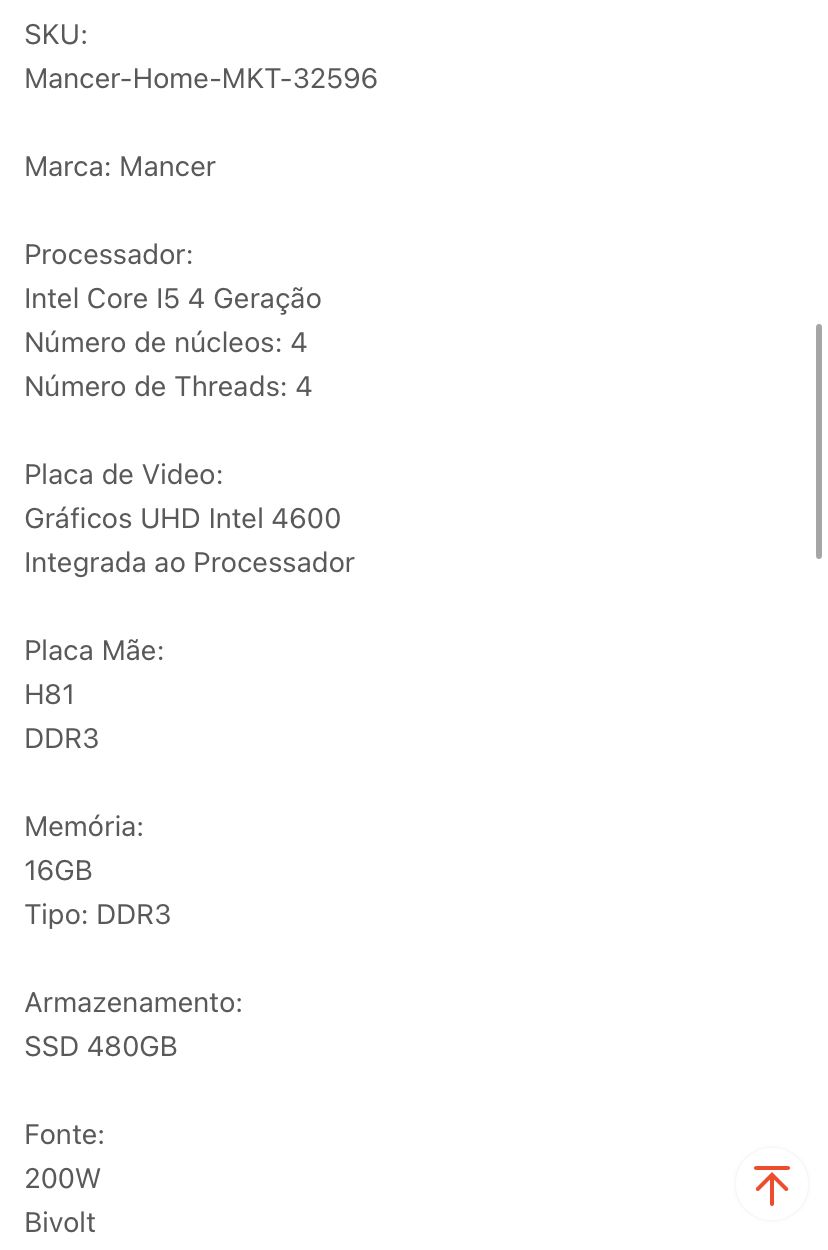 SKU:
Mancer-Home-MKT-32596
Marca: Mancer
Processador:
Intel Core I5 4 Geração
Número de núcleos: 4
Número de Threads: 4
Placa de Video:
Gráficos UHD Intel 4600
Integrada ao Processador
Placa Mãe:
H81
DDR3
Memória:
16GB
Tipo: DDR3
Armazenamento:
SSD 480GB
Fonte:
200W
Bivolt